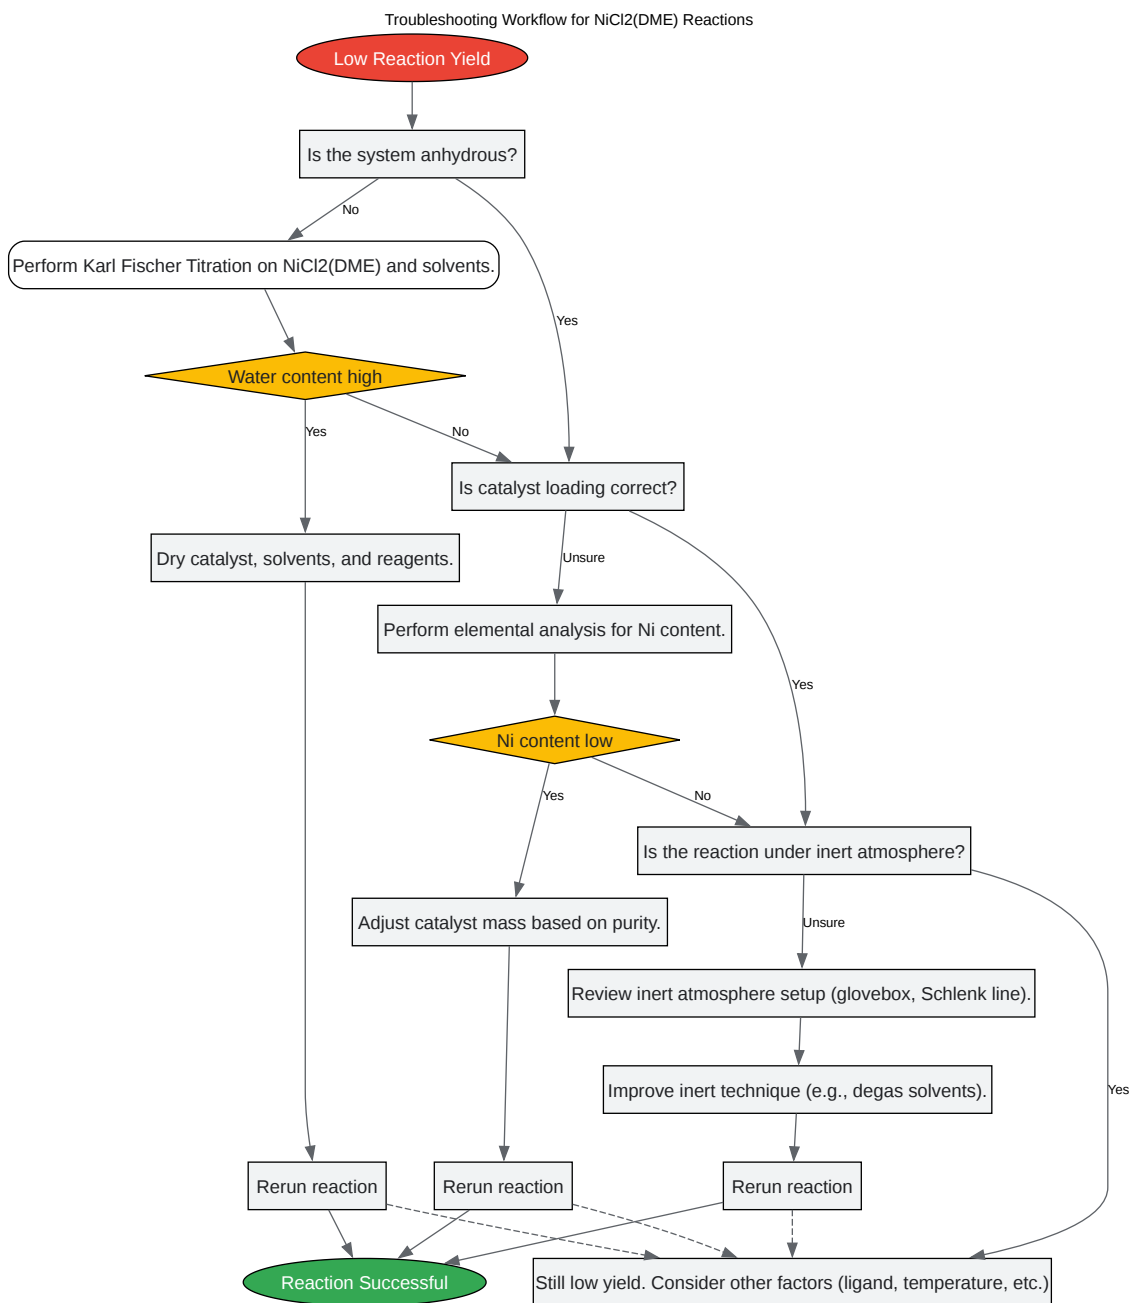 Troubleshooting Workflow for NiCl2(DME) Reactions
Low Reaction Yield
Is the system anhydrous?
No
Perform Karl Fischer Titration on NiCl2(DME) and solvents.
Yes
Water content high
Yes
No
Is catalyst loading correct?
Dry catalyst, solvents, and reagents.
Unsure
Perform elemental analysis for Ni content.
Yes
Ni content low
Yes
No
Is the reaction under inert atmosphere?
Adjust catalyst mass based on purity.
Unsure
Review inert atmosphere setup (glovebox, Schlenk line).
Improve inert technique (e.g., degas solvents).
Yes
Rerun reaction
Rerun reaction
Rerun reaction
Reaction Successful
Still low yield. Consider other factors (ligand, temperature, etc.)